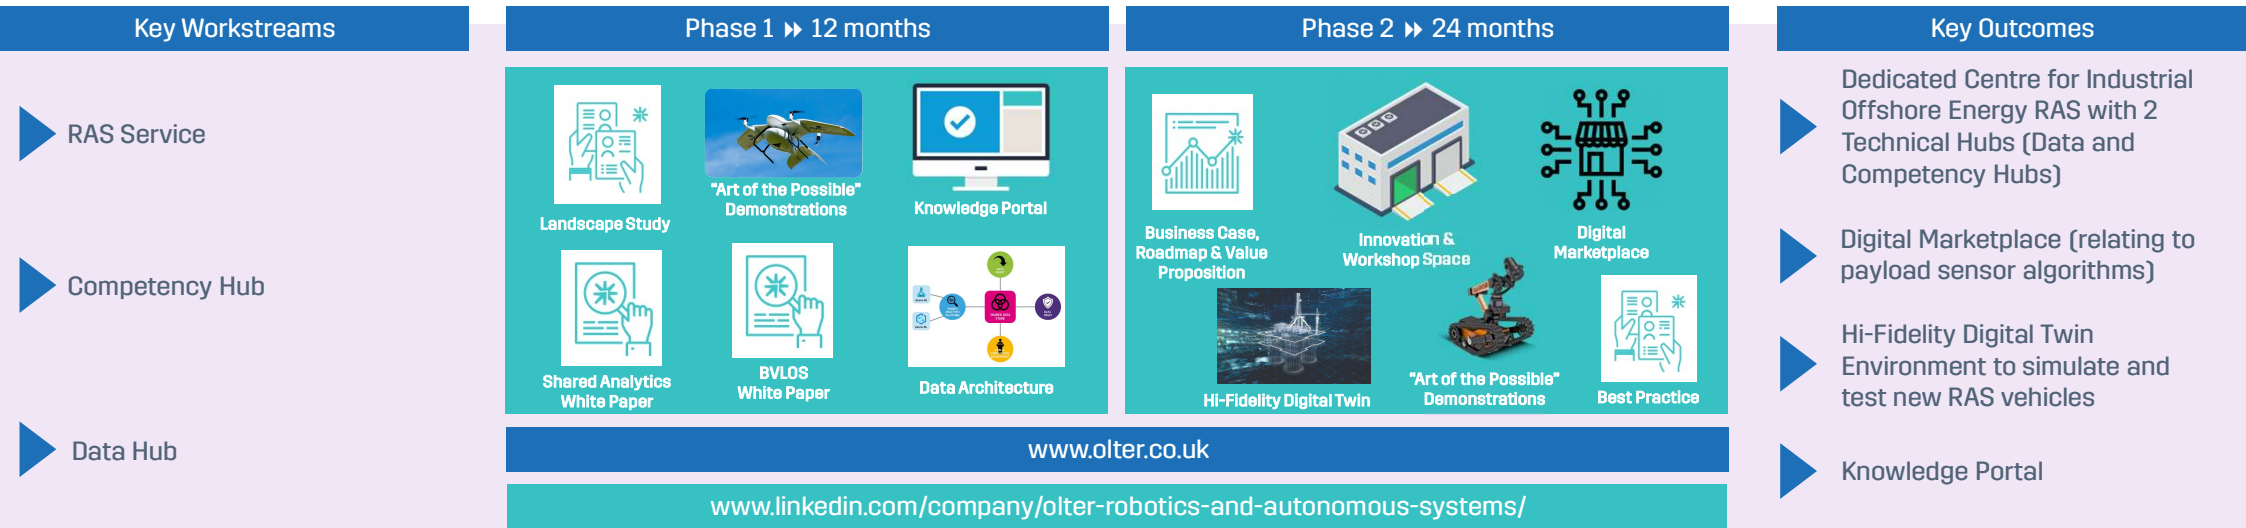 Key Workstreams
RAS Service
Competency Hub
Data Hub
Phase 1 12 months
Landscape Study
"Art of the Possible"
Demonstrations
Knowledge Portal
Shared Analytics
White Paper
BVLOS
White Paper
Data Architecture
Phase 2 24 months
Business Case,
Roadmap & Value
Proposition
Innovation &
Workshop Space
Digital
Marketplace
Hi-Fidelity Digital Twin
"Art of the Possible"
Demonstrations
Best Practice
www.olter.co.uk
www.linkedin.com/company/olter-robotics-and-autonomous-systems/
Key Outcomes
Dedicated Centre for Industrial
Offshore Energy RAS with 2
Technical Hubs (Data and
Competency Hubs)
Digital Marketplace (relating to
payload sensor algorithms)
Hi-Fidelity Digital Twin
Environment to simulate and
test new RAS vehicles
Knowledge Portal